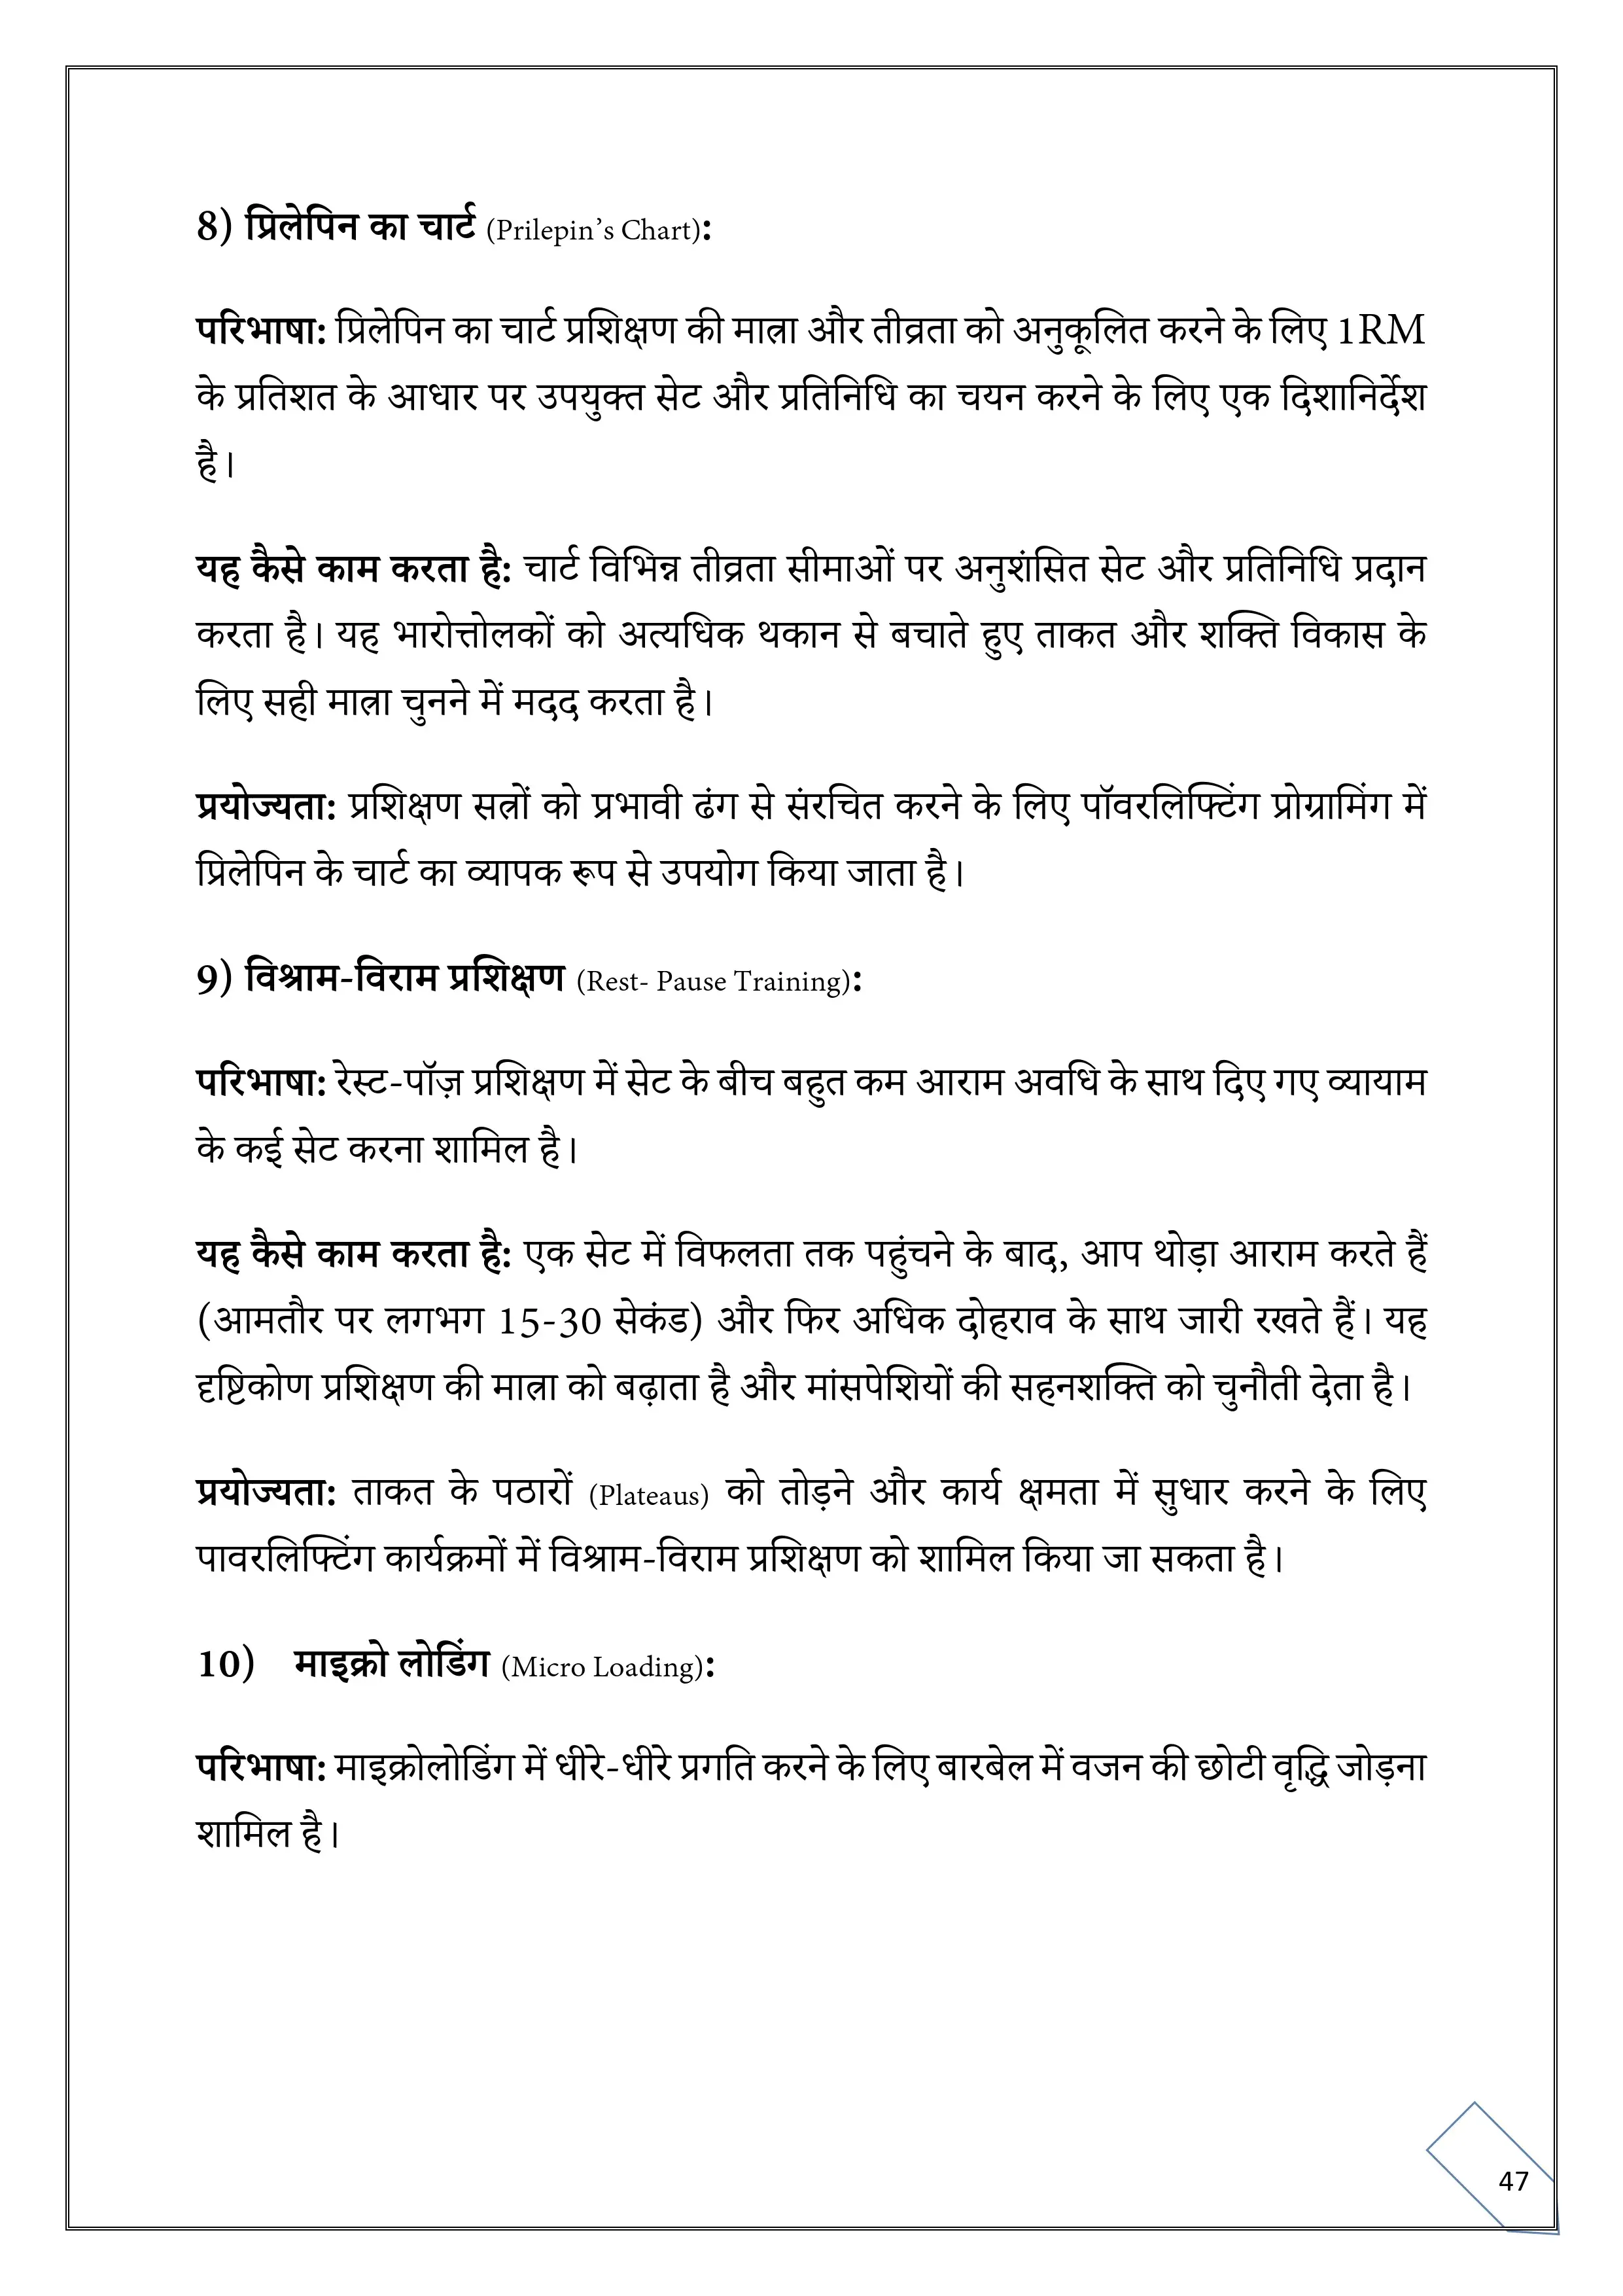 8) प्रिलेपिन का चार्ट (Prilepin’s Chart):
परिभाषा: प्रिलेपिन का चार्ट प्रशिक्षण की मात्रा और तीव्रता को अनुकूलित करने के लिए 1RM
के प्रतिशत के आधार पर उपयुक्त सेट और प्रतिनिधि का चयन करने के लिए एक दिशानिर्देश
है।
यह कैसे काम करता है: चार्ट विभिन्न तीव्रता सीमाओं पर अनुशंसित सेट और प्रतिनिधि प्रदान
करता है। यह भारोत्तोलकों को अत्यधिक थकान से बचाते हुए ताकत और शक्ति विकास के
लिए सही मात्रा चुनने में मदद करता है।
प्रयोज्यता: प्रशिक्षण सत्रों को प्रभावी ढंग से संरचित करने के लिए पॉवरलिफ्टिंग प्रोग्रामिंग में
प्रिलेपिन के चार्ट का व्यापक रूप से उपयोग किया जाता है।
9) विश्राम-विराम प्रशिक्षण (Rest- Pause Training):
परिभाषा: रेस्ट-पॉज़ प्रशिक्षण में सेट के बीच बहुत कम आराम अवधि के साथ दिए गए व्यायाम
के कई सेट करना शामिल है।
यह कैसे काम करता है: एक सेट में विफलता तक पहुंचने के बाद, आप थोड़ा आराम करते हैं
(आमतौर पर लगभग 15-30 सेकंड) और फिर अधिक दोहराव के साथ जारी रखते हैं। यह
दृष्टिकोण प्रशिक्षण की मात्रा को बढ़ाता है और मांसपेशियों की सहनशक्ति को चुनौती देता है।
प्रयोज्यता: ताकत के पठारों (Plateaus) को तोड़ने और कार्य क्षमता में सुधार करने के लिए
पावरलिफ्टिंग कार्यक्रमों में विश्राम-विराम प्रशिक्षण को शामिल किया जा सकता है।
10) माइक्रो लोडिंग (Micro Loading):
परिभाषा: माइक्रोलोडिंग में धीरे-धीरे प्रगति करने के लिए बारबेल में वजन की छोटी वृद्धि जोड़ना
शामिल है।
47